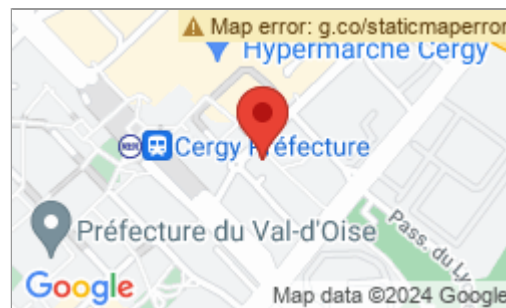 Map error: g.co/staticmaperror
Hypermarché Cergy
RER Cergy Préfecture
Pass. du Ly
Préfecture du Val-d'Oise
Google
Map data ©2024 Google